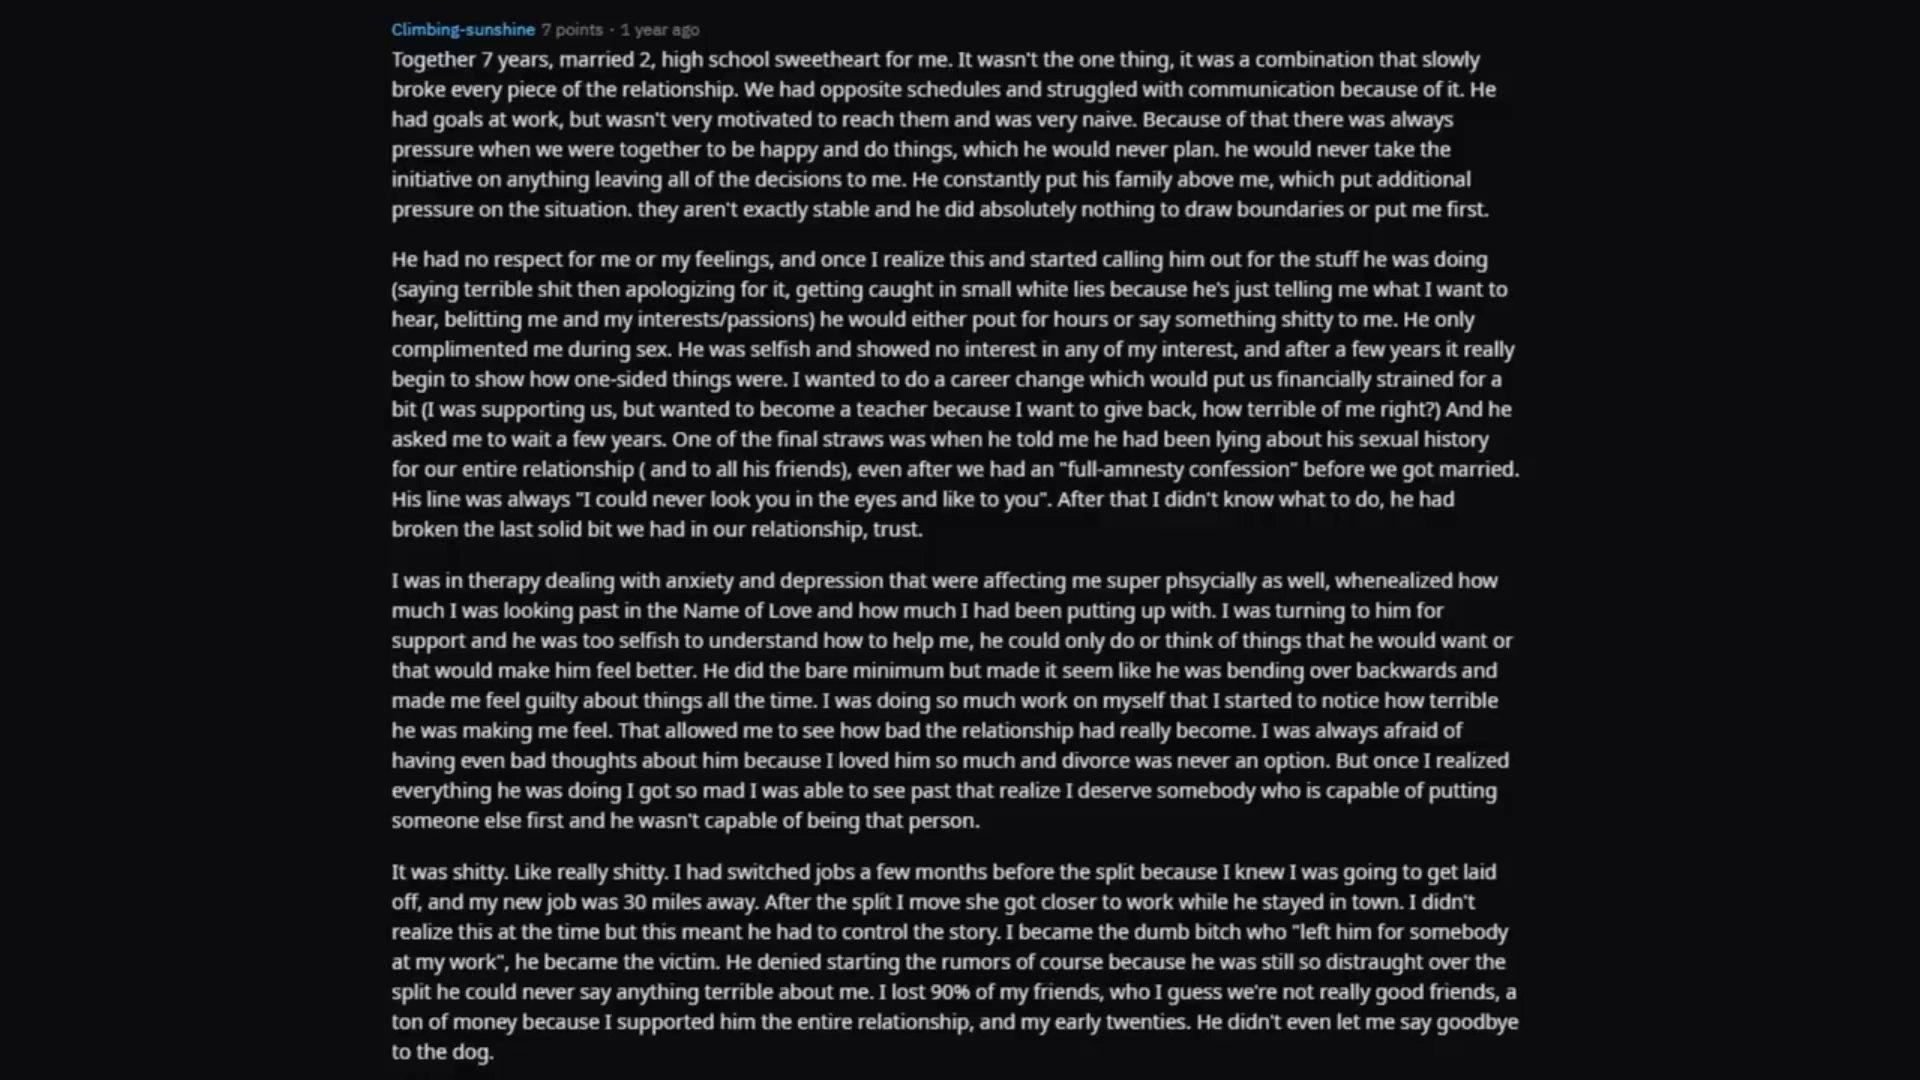 Climbing-sunshine 7 points · 1 year ago
Together 7 years, married 2, high school sweetheart for me. It wasn't the one thing, it was a combination that slowly
broke every piece of the relationship. We had opposite schedules and struggled with communication because of it. He
had goals at work, but wasn't very motivated to reach them and was very naive. Because of that there was always
pressure when we were together to be happy and do things, which he would never plan. he would never take the
initiative on anything leaving all of the decisions to me. He constantly put his family above me, which put additional
pressure on the situation. they aren't exactly stable and he did absolutely nothing to draw boundaries or put me first.
He had no respect for me or my feelings, and once I realize this and started calling him out for the stuff he was doing
(saying terrible shit then apologizing for it, getting caught in small white lies because he's just telling me what I want to
hear, belitting me and my interests/passions) he would either pout for hours or say something shitty to me. He only
complimented me during sex. He was selfish and showed no interest in any of my interest, and after a few years it really
begin to show how one-sided things were. I wanted to do a career change which would put us financially strained for a
bit (I was supporting us, but wanted to become a teacher because I want to give back, how terrible of me right?) And he
asked me to wait a few years. One of the final straws was when he told me he had been lying about his sexual history
for our entire relationship ( and to all his friends), even after we had an "full-amnesty confession" before we got married.
His line was always "I could never look you in the eyes and like to you". After that I didn't know what to do, he had
broken the last solid bit we had in our relationship, trust.
I was in therapy dealing with anxiety and depression that were affecting me super phsycially as well, whenealized how
much I was looking past in the Name of Love and how much I had been putting up with. I was turning to him for
support and he was too selfish to understand how to help me, he could only do or think of things that he would want or
that would make him feel better. He did the bare minimum but made it seem like he was bending over backwards and
made me feel guilty about things all the time. I was doing so much work on myself that I started to notice how terrible
he was making me feel. That allowed me to see how bad the relationship had really become. I was always afraid of
having even bad thoughts about him because I loved him so much and divorce was never an option. But once I realized
everything he was doing I got so mad I was able to see past that realize I deserve somebody who is capable of putting
someone else first and he wasn't capable of being that person.
It was shitty. Like really shitty. I had switched jobs a few months before the split because I knew I was going to get laid
off, and my new job was 30 miles away. After the split I move she got closer to work while he stayed in town. I didn't
realize this at the time but this meant he had to control the story. I became the dumb bitch who "left him for somebody
at my work", he became the victim. He denied starting the rumors of course because he was still so distraught over the
split he could never say anything terrible about me. I lost 90% of my friends, who I guess we're not really good friends, a
ton of money because I supported him the entire relationship, and my early twenties. He didn't even let me say goodbye
to the dog.